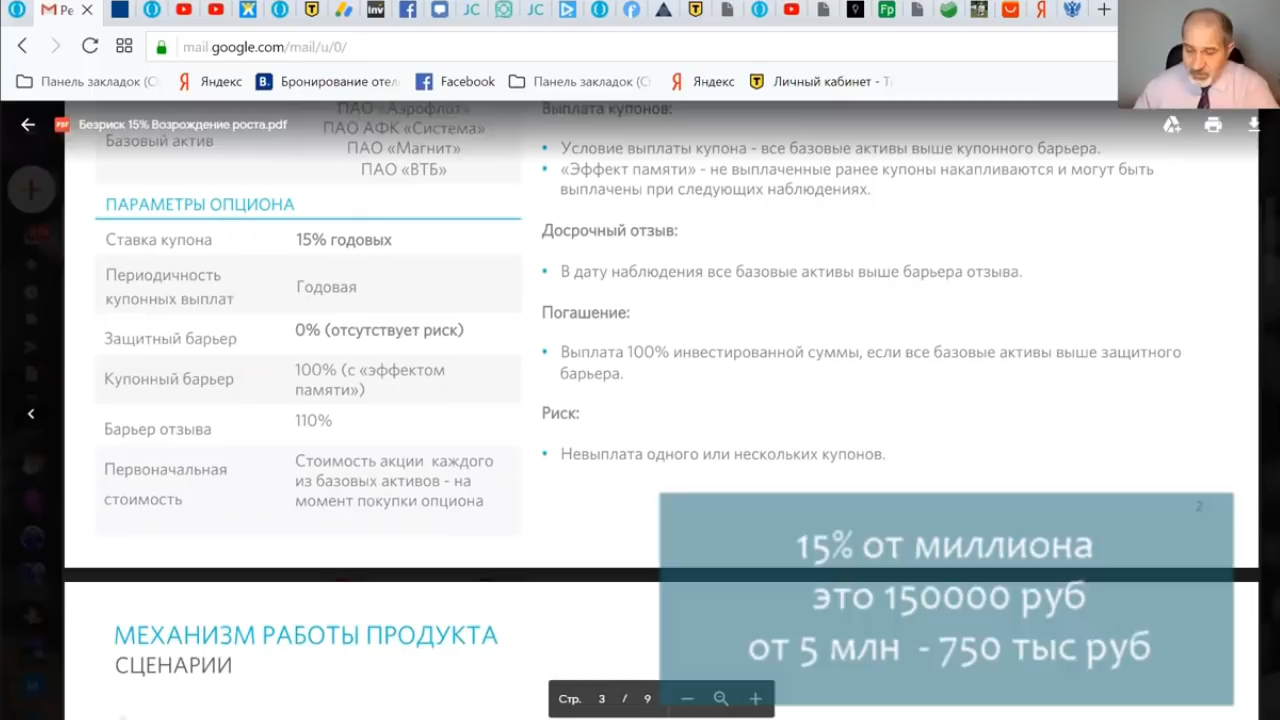 Ре
mail.google.com/mail/u/0/
Панель закладок (С
Яндекс
Бронирование отел
Facebook
Панель закладок (С
Яндекс
Личный кабинет - Т
Безриск 15% Возрождение роста.pdf
Базовый актив
ПАО «Аэрофлот»
ПАО АФК «Система»
ПАО «Магнит»
ПАО «ВТБ»
ПАРАМЕТРЫ ОПЦИОНА
Ставка купона
15% годовых
Периодичность
купонных выплат
Годовая
Защитный барьер
0% (отсутствует риск)
Купонный барьер
100% (с «эффектом
памяти»)
Барьер отзыва
110%
Первоначальная
стоимость
Стоимость акции каждого
из базовых активов - на
момент покупки опциона
Выплата купонов:
• Условие выплаты купона - все базовые активы выше купонного барьера.
• «Эффект памяти» - не выплаченные ранее купоны накапливаются и могут быть
выплачены при следующих наблюдениях.
Досрочный отзыв:
• В дату наблюдения все базовые активы выше барьера отзыва.
Погашение:
• Выплата 100% инвестированной суммы, если все базовые активы выше защитного
барьера.
Риск:
• Невыплата одного или нескольких купонов.
2
15% от миллиона
это 150000 руб
от 5 млн - 750 тыс руб
МЕХАНИЗМ РАБОТЫ ПРОДУКТА
СЦЕНАРИИ
Стр. 3 / 9